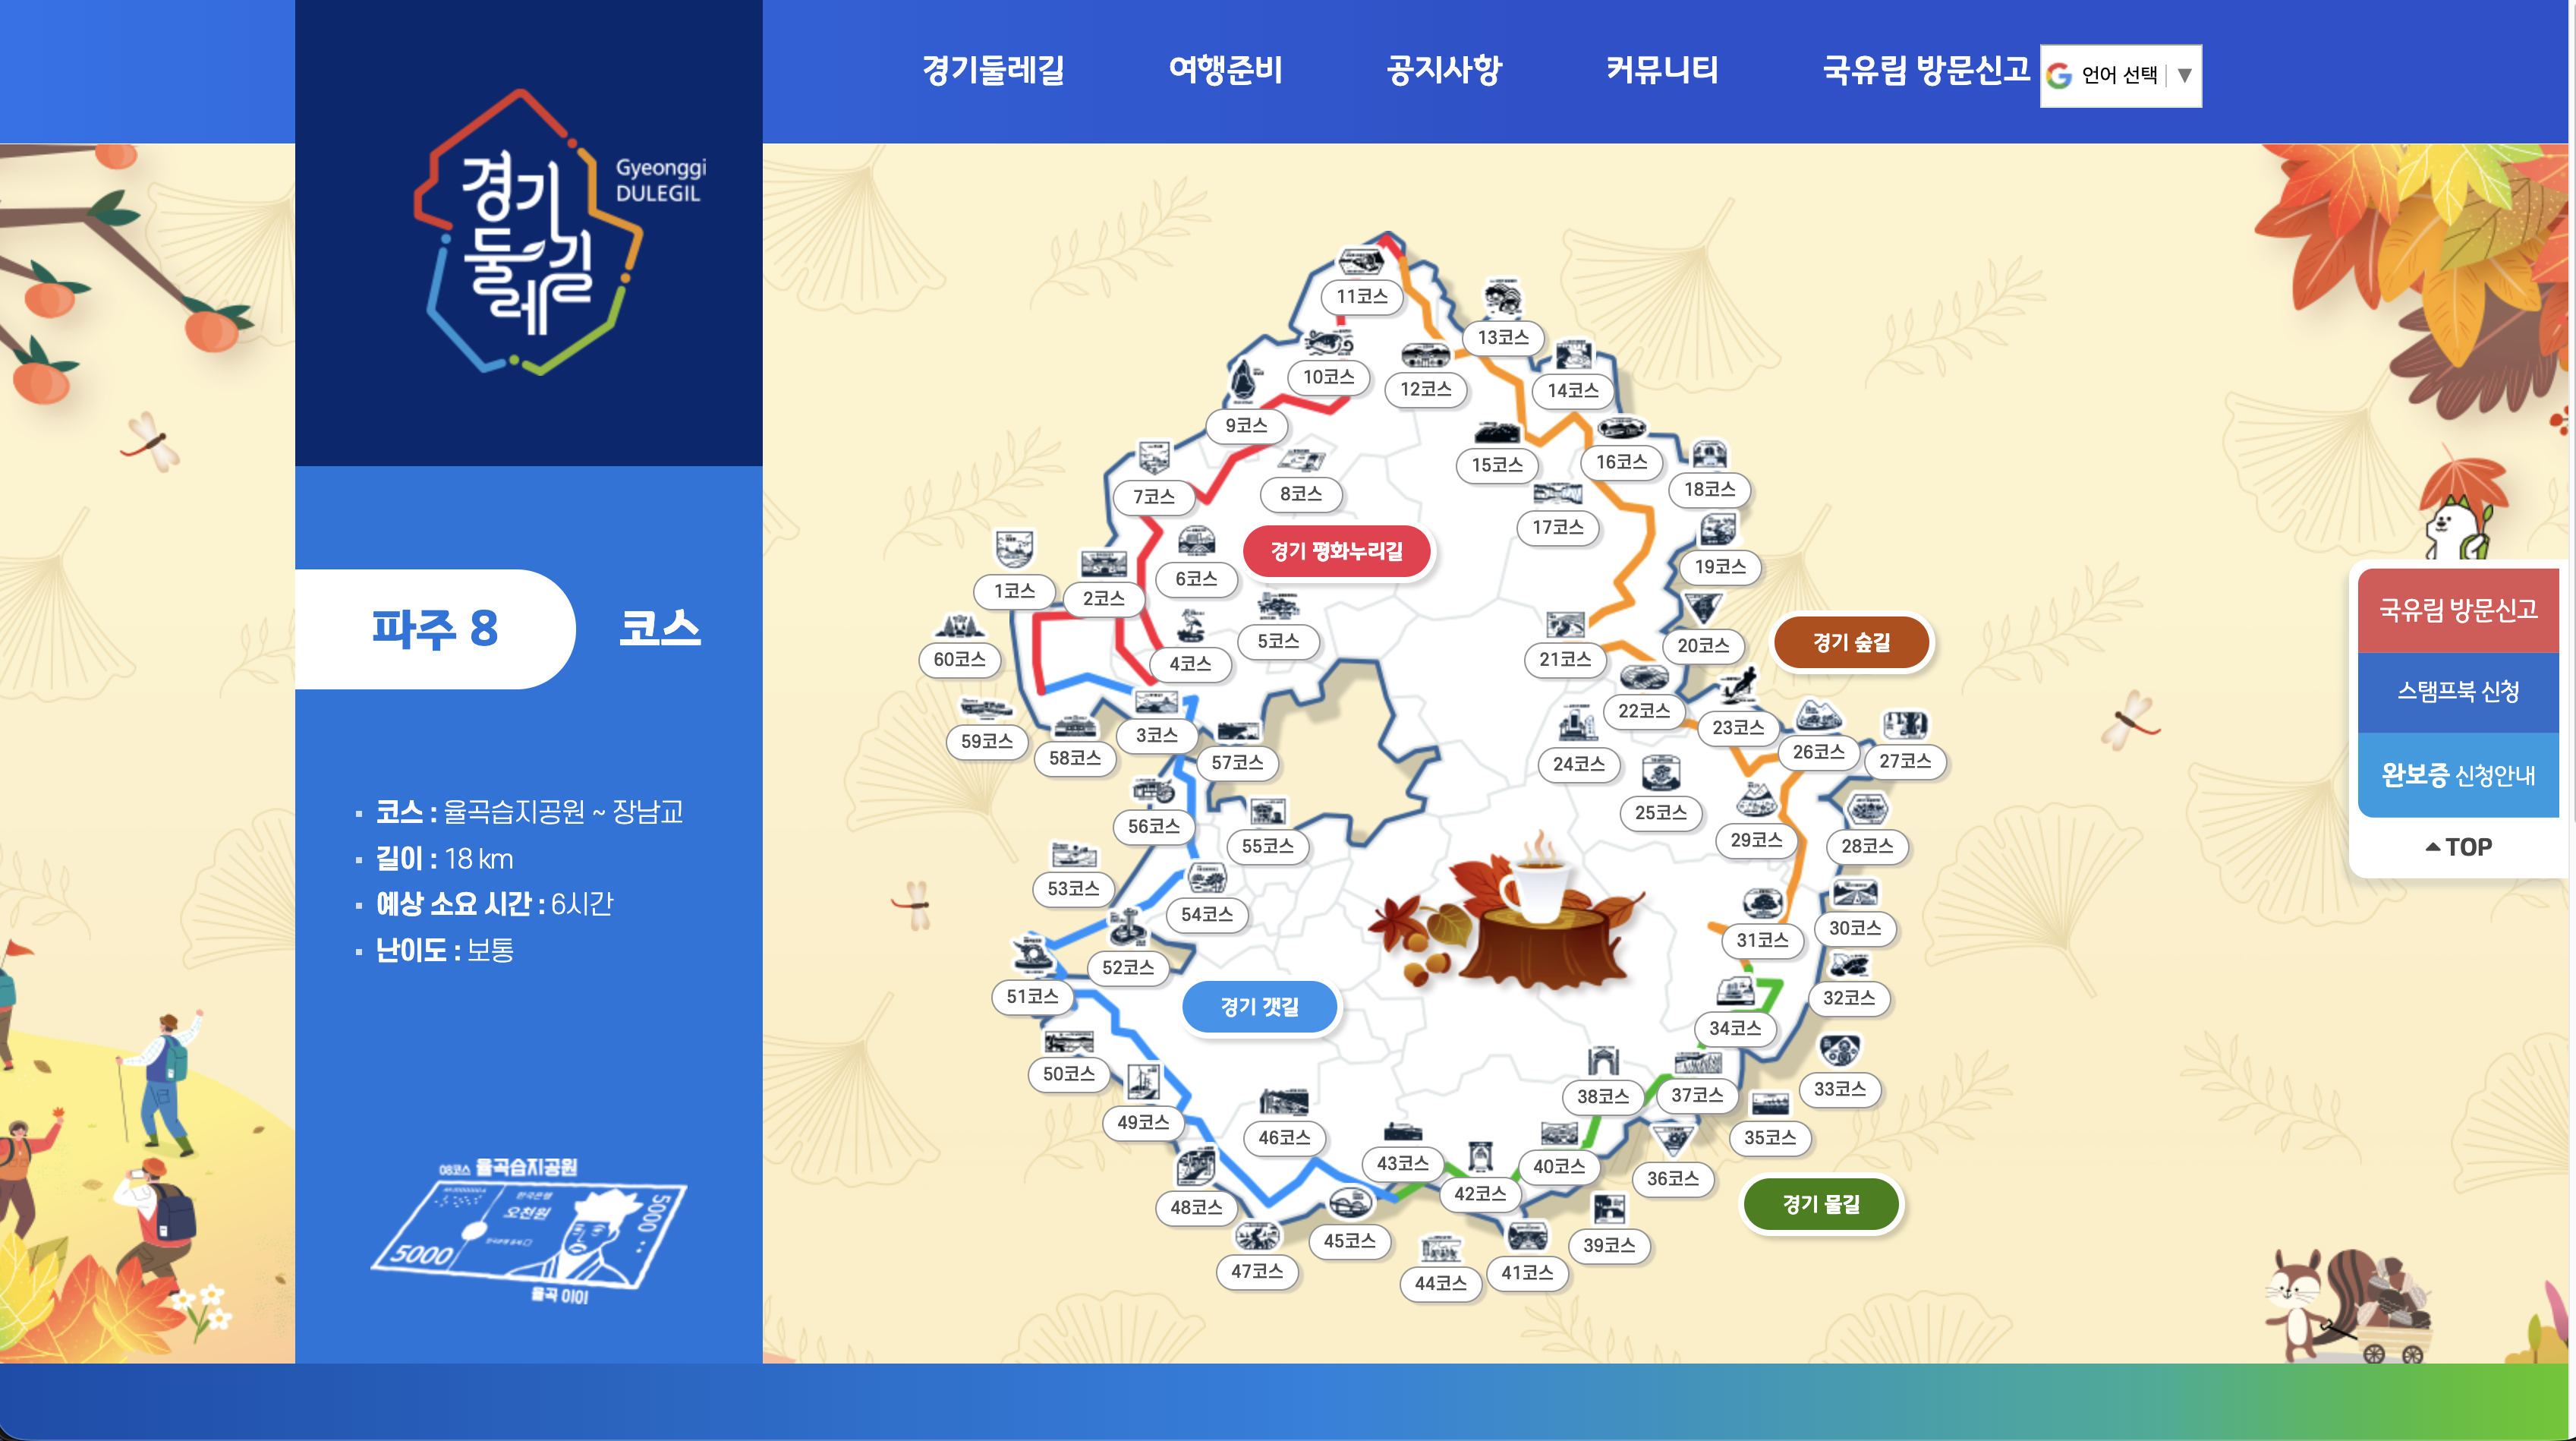 경기둘레길
여행준비
공지사항
커뮤니티
국유림 방문신고
언어 선택
▼
경기
둘레길
Gyeonggi
DULEGIL
파주 8
코스
코스 : 율곡습지공원 ~ 장남교
길이 : 18 km
예상 소요 시간 : 6시간
난이도 : 보통
08코스 율곡습지공원
한국은행
오천원
5000
5000
율곡 이이
11코스
13코스
10코스
12코스
14코스
9코스
15코스
16코스
7코스
8코스
18코스
17코스
경기 평화누리길
19코스
1코스
2코스
6코스
5코스
경기 숲길
60코스
4코스
21코스
20코스
59코스
58코스
3코스
57코스
22코스
23코스
26코스
27코스
24코스
56코스
55코스
25코스
29코스
28코스
53코스
54코스
31코스
30코스
51코스
52코스
경기 갯길
34코스
32코스
50코스
49코스
46코스
38코스
37코스
33코스
43코스
40코스
35코스
48코스
42코스
36코스
경기 물길
47코스
45코스
44코스
41코스
39코스
국유림 방문신고
스탬프북 신청
완보증 신청안내
TOP